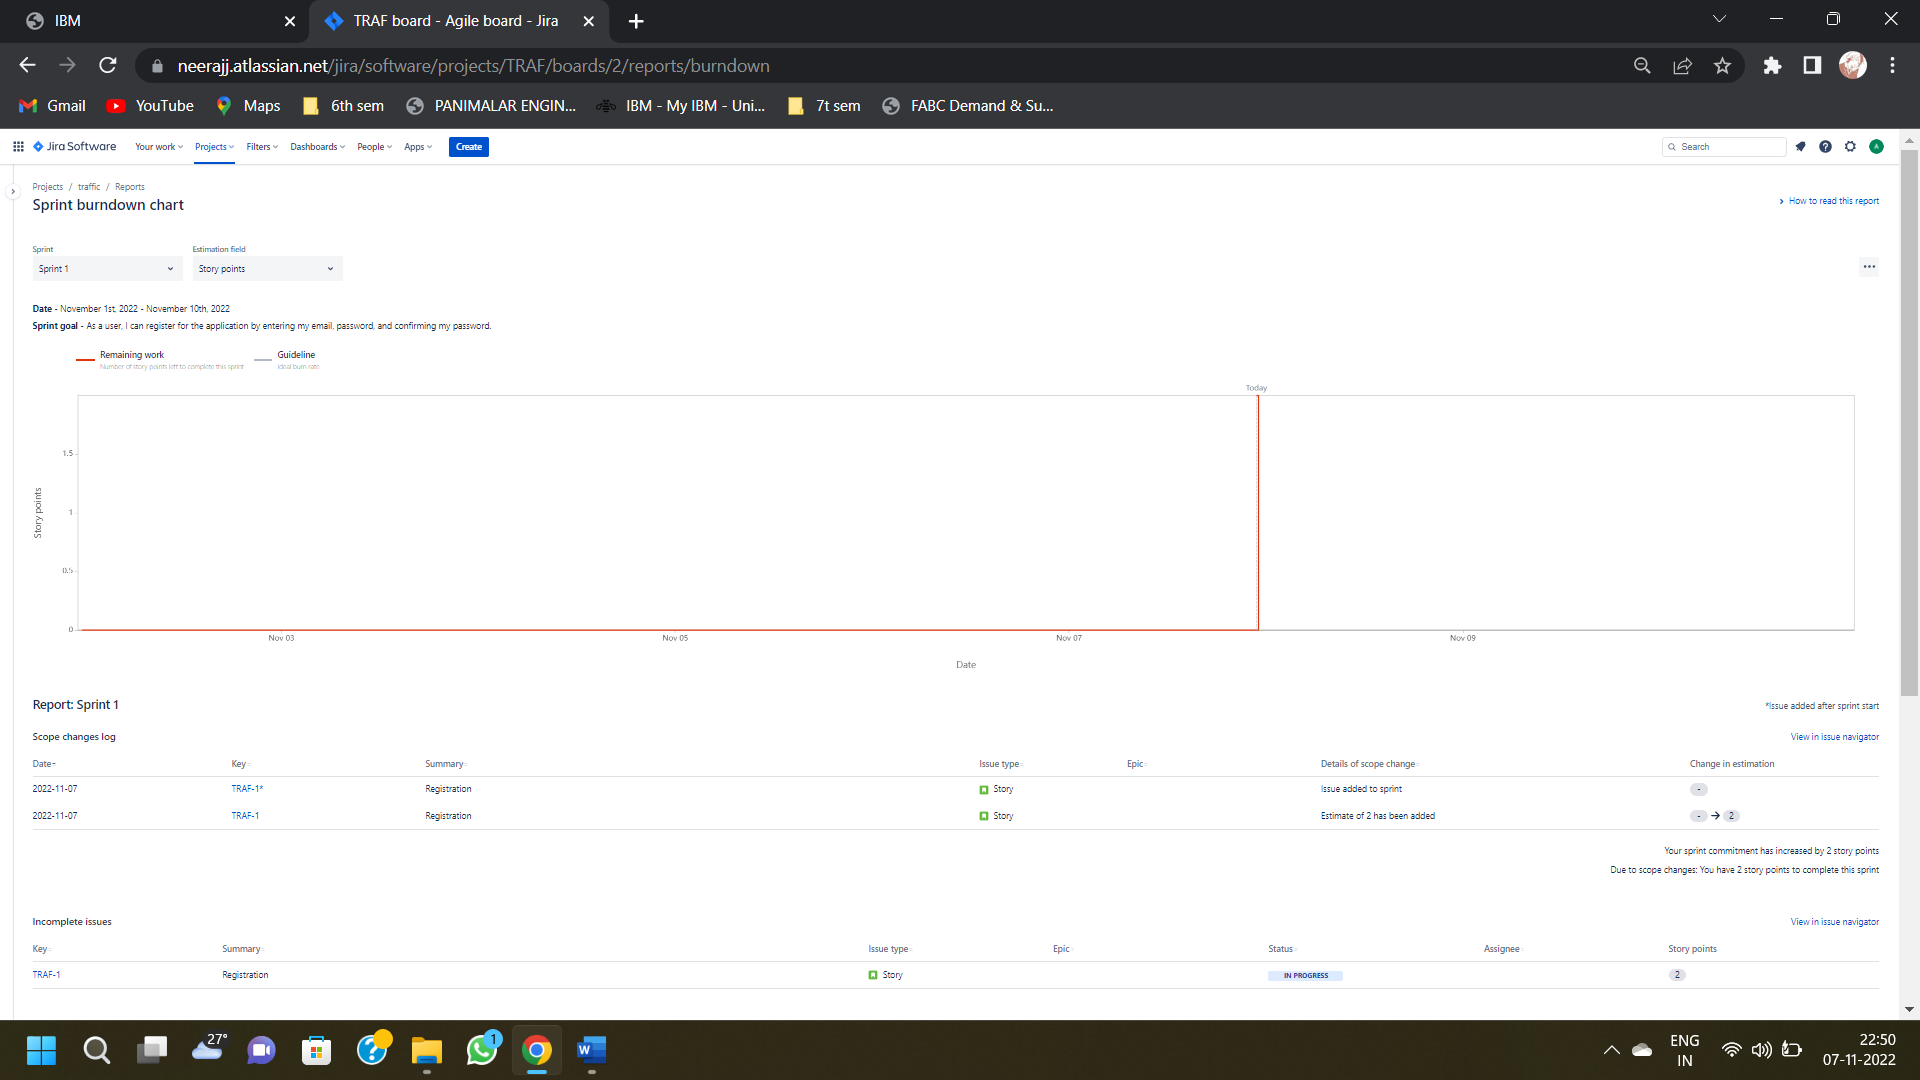 IBM
TRAF board - Agile board - Jira
neerajj.atlassian.net/jira/software/projects/TRAF/boards/2/reports/burndown
Gmail YouTube Maps 6th sem PANIMALAR ENGIN... IBM - My IBM - Uni... 7t sem FABC Demand & Su...
Jira Software Your work Projects Filters Dashboards People Apps Create Search A
Projects / traffic / Reports
Sprint burndown chart
How to read this report
Sprint Estimation field
Sprint 1 Story points
Date - November 1st, 2022 - November 10th, 2022
Sprint goal - As a user, I can register for the application by entering my email, password, and confirming my password.
Remaining work Guideline
Number of story points left to complete this sprint Ideal burn rate
Today
1.5
1
0.5
0
Story points
Nov 03 Nov 05 Nov 07 Nov 09
Date
Report: Sprint 1
*Issue added after sprint start
Scope changes log View in issue navigator
Date Key Summary Issue type Epic Details of scope change Change in estimation
2022-11-07 TRAF-1* Registration Story Issue added to sprint -
2022-11-07 TRAF-1 Registration Story Estimate of 2 has been added - → 2
Your sprint commitment has increased by 2 story points
Due to scope changes: You have 2 story points to complete this sprint
Incomplete issues View in issue navigator
Key Summary Issue type Epic Status Assignee Story points
TRAF-1 Registration Story IN PROGRESS 2
27°
1
W
ENG
IN
22:50
07-11-2022